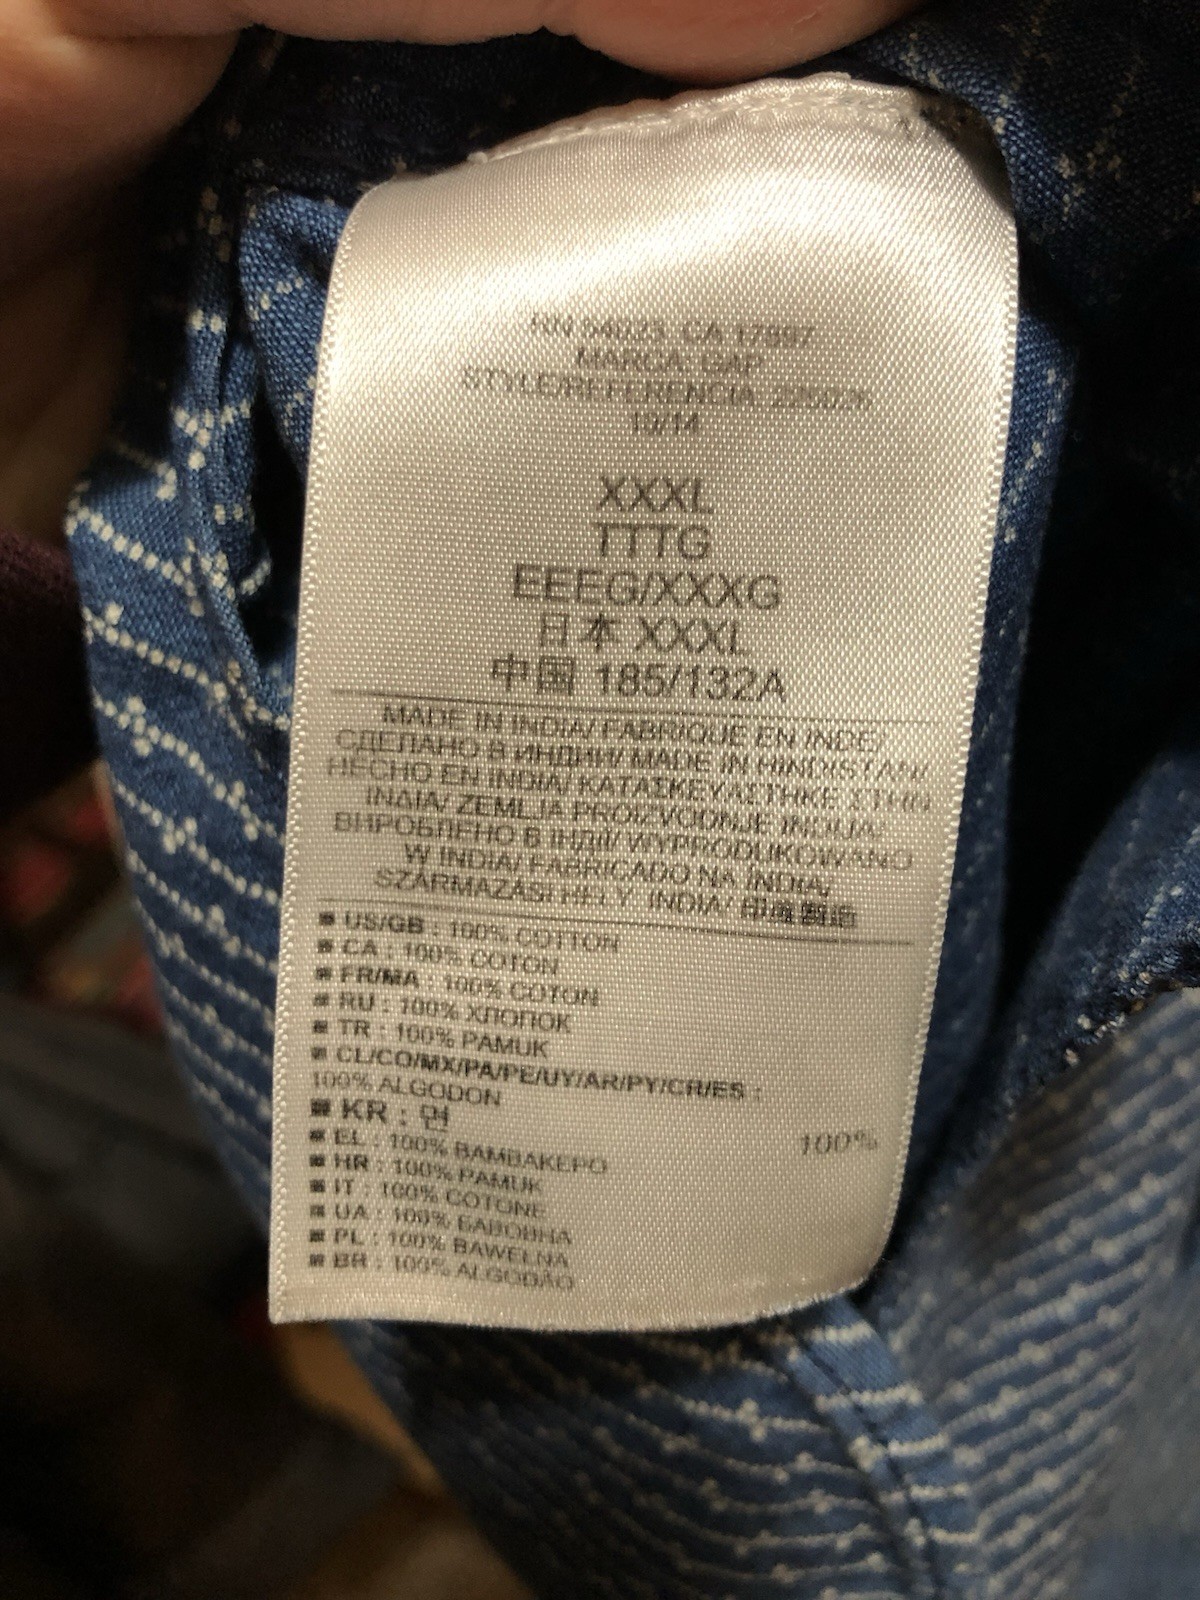 RN 54023 CA 17897
MARCA: GAP
STYLE/REFERENCIA
10/14
XXXL
TTTG
EEEG/XXXG
日本 XXXL
中国 185/132A
MADE IN INDIA/ FABRIQUE EN INDE/
СДЕЛАНО В ИНДИИ/ MADE IN HINDISTAN/
HECHO EN INDIA/ ΚΑΤΑΣΚΕΥΑΣΤΗΚΕ ΣΤΗΝ
ΙΝΔΙΑ/ ZEMLJA PROIZVODNJE INDIJA/
ВИРОБЛЕНО В ІНДІЇ/ WYPRODUKOWANO
W INDIA/ FABRICADO NA ÍNDIA/
SZÁRMAZÁSI HELY INDIA/
■ US/GB : 100% COTTON
■ CA : 100% COTON
■ FR/MA : 100% COTON
■ RU : 100% ХЛОПОК
■ TR : 100% PAMUK
■ CL/CO/MX/PA/PE/UY/AR/PY/CR/ES :
100% ALGODON
■ KR : 면 100%
■ EL : 100% ΒΑΜΒΑΚΕΡΟ
■ HR : 100% PAMUK
■ IT : 100% COTONE
■ UA : 100% БАВОВНА
■ PL : 100% BAWEŁNA
■ BR : 100% ALGODÃO